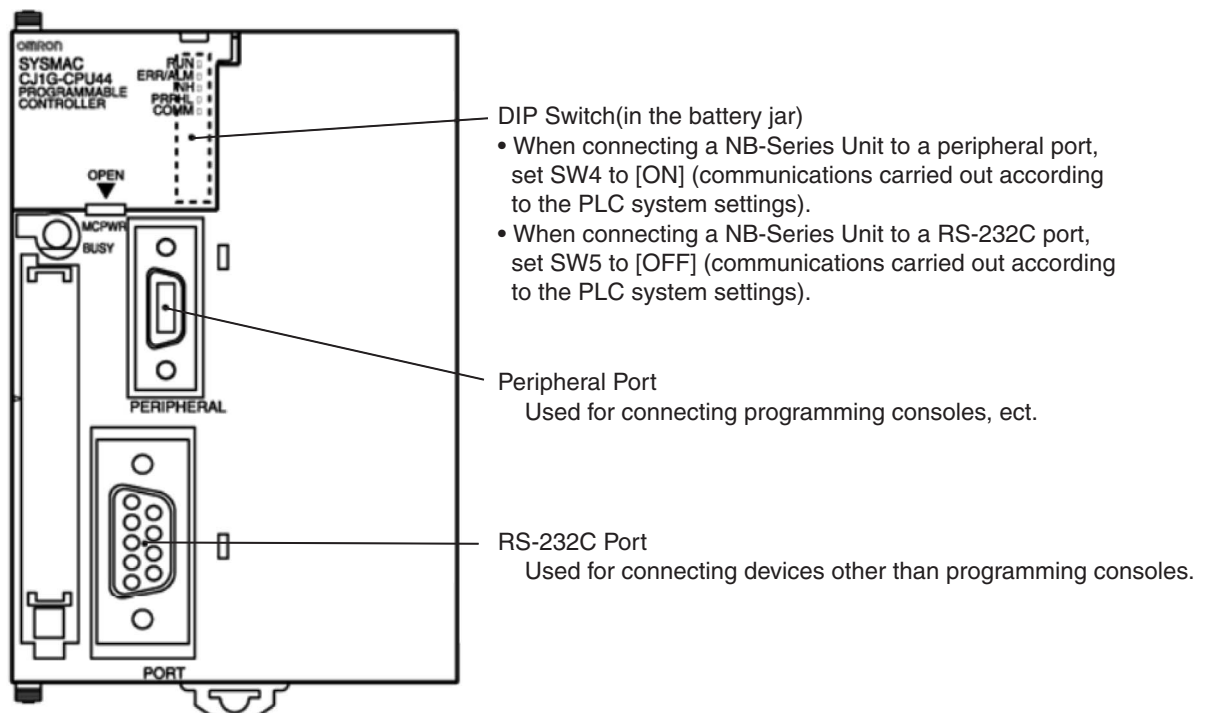 omron
SYSMAC
CJ1G-CPU44
PROGRAMMABLE
CONTROLLER
RUN
ERR/ALM
INH
PRPHL
COMM
OPEN
MCPWR
BUSY
PERIPHERAL
PORT
DIP Switch(in the battery jar)
• When connecting a NB-Series Unit to a peripheral port,
set SW4 to [ON] (communications carried out according
to the PLC system settings).
• When connecting a NB-Series Unit to a RS-232C port,
set SW5 to [OFF] (communications carried out according
to the PLC system settings).
Peripheral Port
Used for connecting programming consoles, ect.
RS-232C Port
Used for connecting devices other than programming consoles.